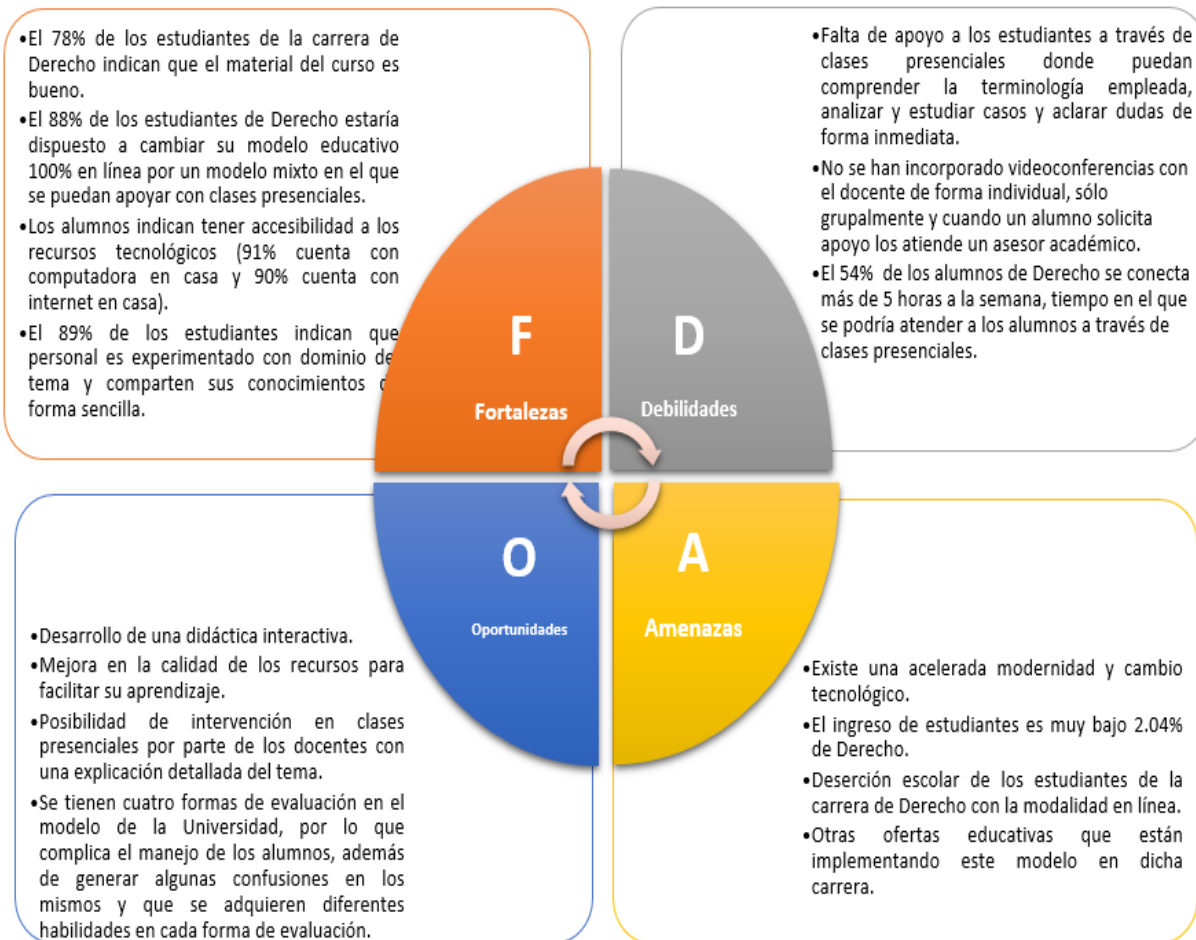 •El 78% de los estudiantes de la carrera de
Derecho indican que el material del curso es
bueno.
•El 88% de los estudiantes de Derecho estaría
dispuesto a cambiar su modelo educativo
100% en línea por un modelo mixto en el que
se puedan apoyar con clases presenciales.
•Los alumnos indican tener accesibilidad a los
recursos tecnológicos (91% cuenta con
computadora en casa y 90% cuenta con
internet en casa).
•El 89% de los estudiantes indican que
personal es experimentado con dominio de
tema y comparten sus conocimientos
forma sencilla.
•Falta de apoyo a los estudiantes a través de
clases presenciales donde puedan
comprender la terminología empleada,
analizar y estudiar casos y aclarar dudas de
forma inmediata.
•No se han incorporado videoconferencias con
el docente de forma individual, sólo
grupalmente y cuando un alumno solicita
apoyo los atiende un asesor académico.
•El 54% de los alumnos de Derecho se conecta
más de 5 horas a la semana, tiempo en el que
se podría atender a los alumnos a través de
clases presenciales.
F
Fortalezas
D
Debilidades
O
Oportunidades
A
Amenazas
•Desarrollo de una didáctica interactiva.
•Mejora en la calidad de los recursos para
facilitar su aprendizaje.
•Posibilidad de intervención en clases
presenciales por parte de los docentes con
una explicación detallada del tema.
•Se tienen cuatro formas de evaluación en el
modelo de la Universidad, por lo que
complica el manejo de los alumnos, además
de generar algunas confusiones en los
mismos y que se adquieren diferentes
habilidades en cada forma de evaluación.
•Existe una acelerada modernidad y cambio
tecnológico.
•El ingreso de estudiantes es muy bajo 2.04%
de Derecho.
•Deserción escolar de los estudiantes de la
carrera de Derecho con la modalidad en línea.
•Otras ofertas educativas que están
implementando este modelo en dicha
carrera.